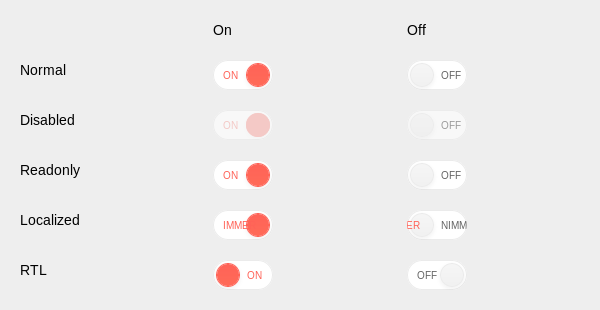 On Off
Normal ON OFF
Disabled ON OFF
Readonly ON OFF
Localized IMME ER NIMM
RTL ON OFF